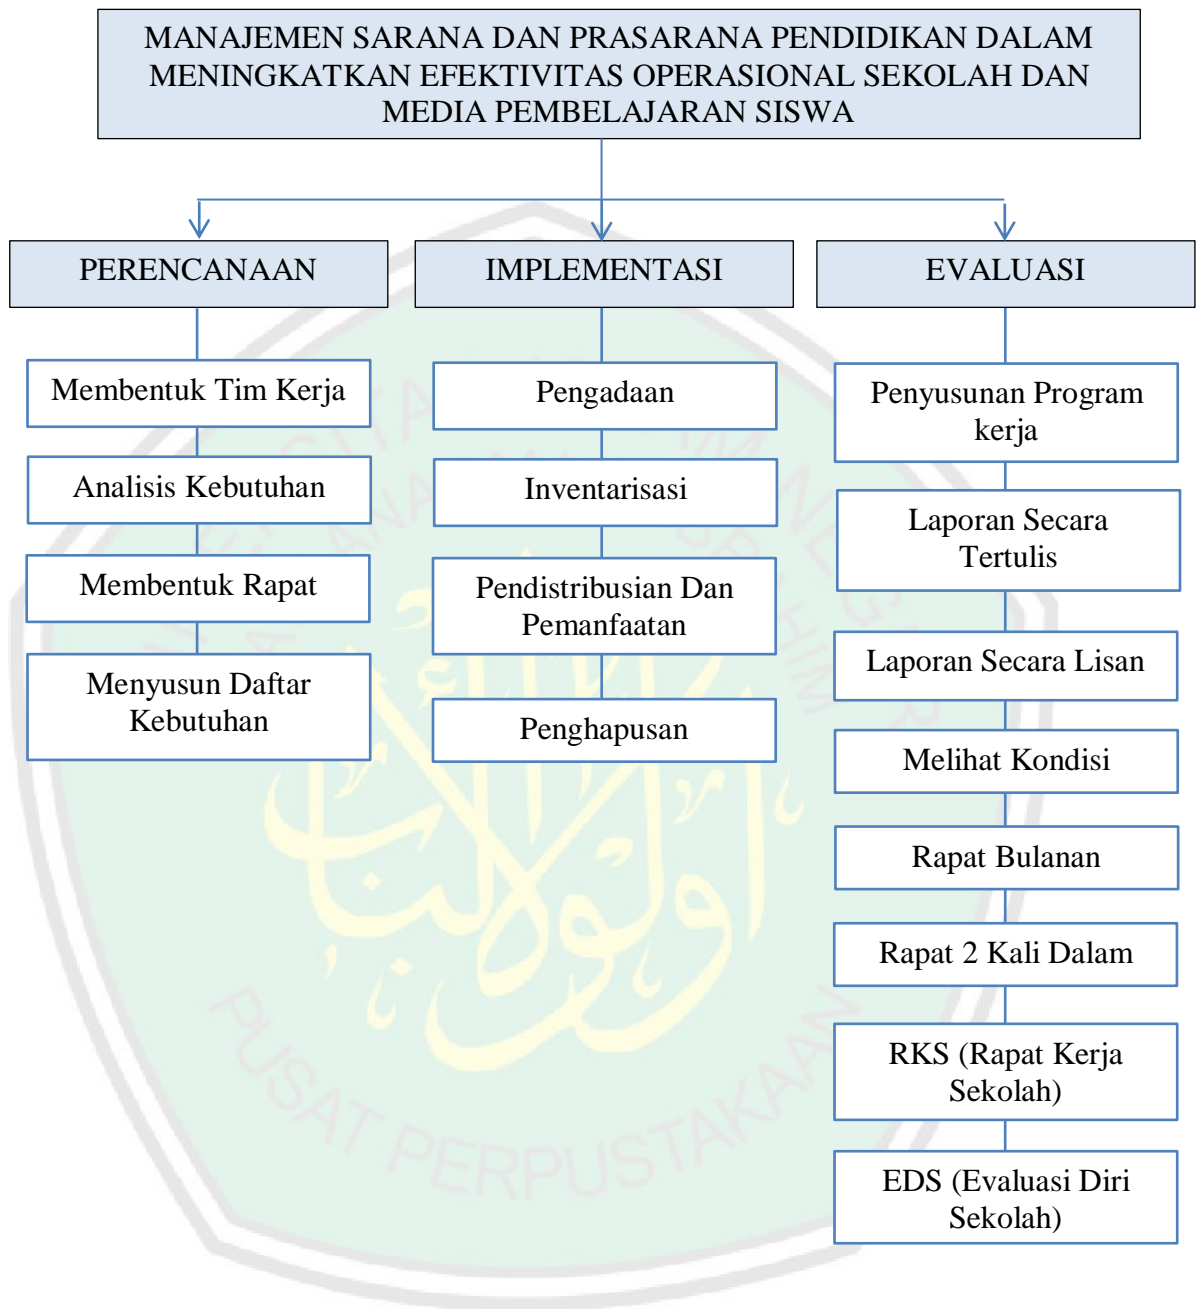 MANAJEMEN SARANA DAN PRASARANA PENDIDIKAN DALAM
MENINGKATKAN EFEKTIVITAS OPERASIONAL SEKOLAH DAN
MEDIA PEMBELAJARAN SISWA
PERENCANAAN
Membentuk Tim Kerja
Analisis Kebutuhan
Membentuk Rapat
Menyusun Daftar
Kebutuhan
IMPLEMENTASI
Pengadaan
Inventarisasi
Pendistribusian Dan
Pemanfaatan
Penghapusan
EVALUASI
Penyusunan Program
kerja
Laporan Secara
Tertulis
Laporan Secara Lisan
Melihat Kondisi
Rapat Bulanan
Rapat 2 Kali Dalam
RKS (Rapat Kerja
Sekolah)
EDS (Evaluasi Diri
Sekolah)
PUSAT PERPUSTAKAAN